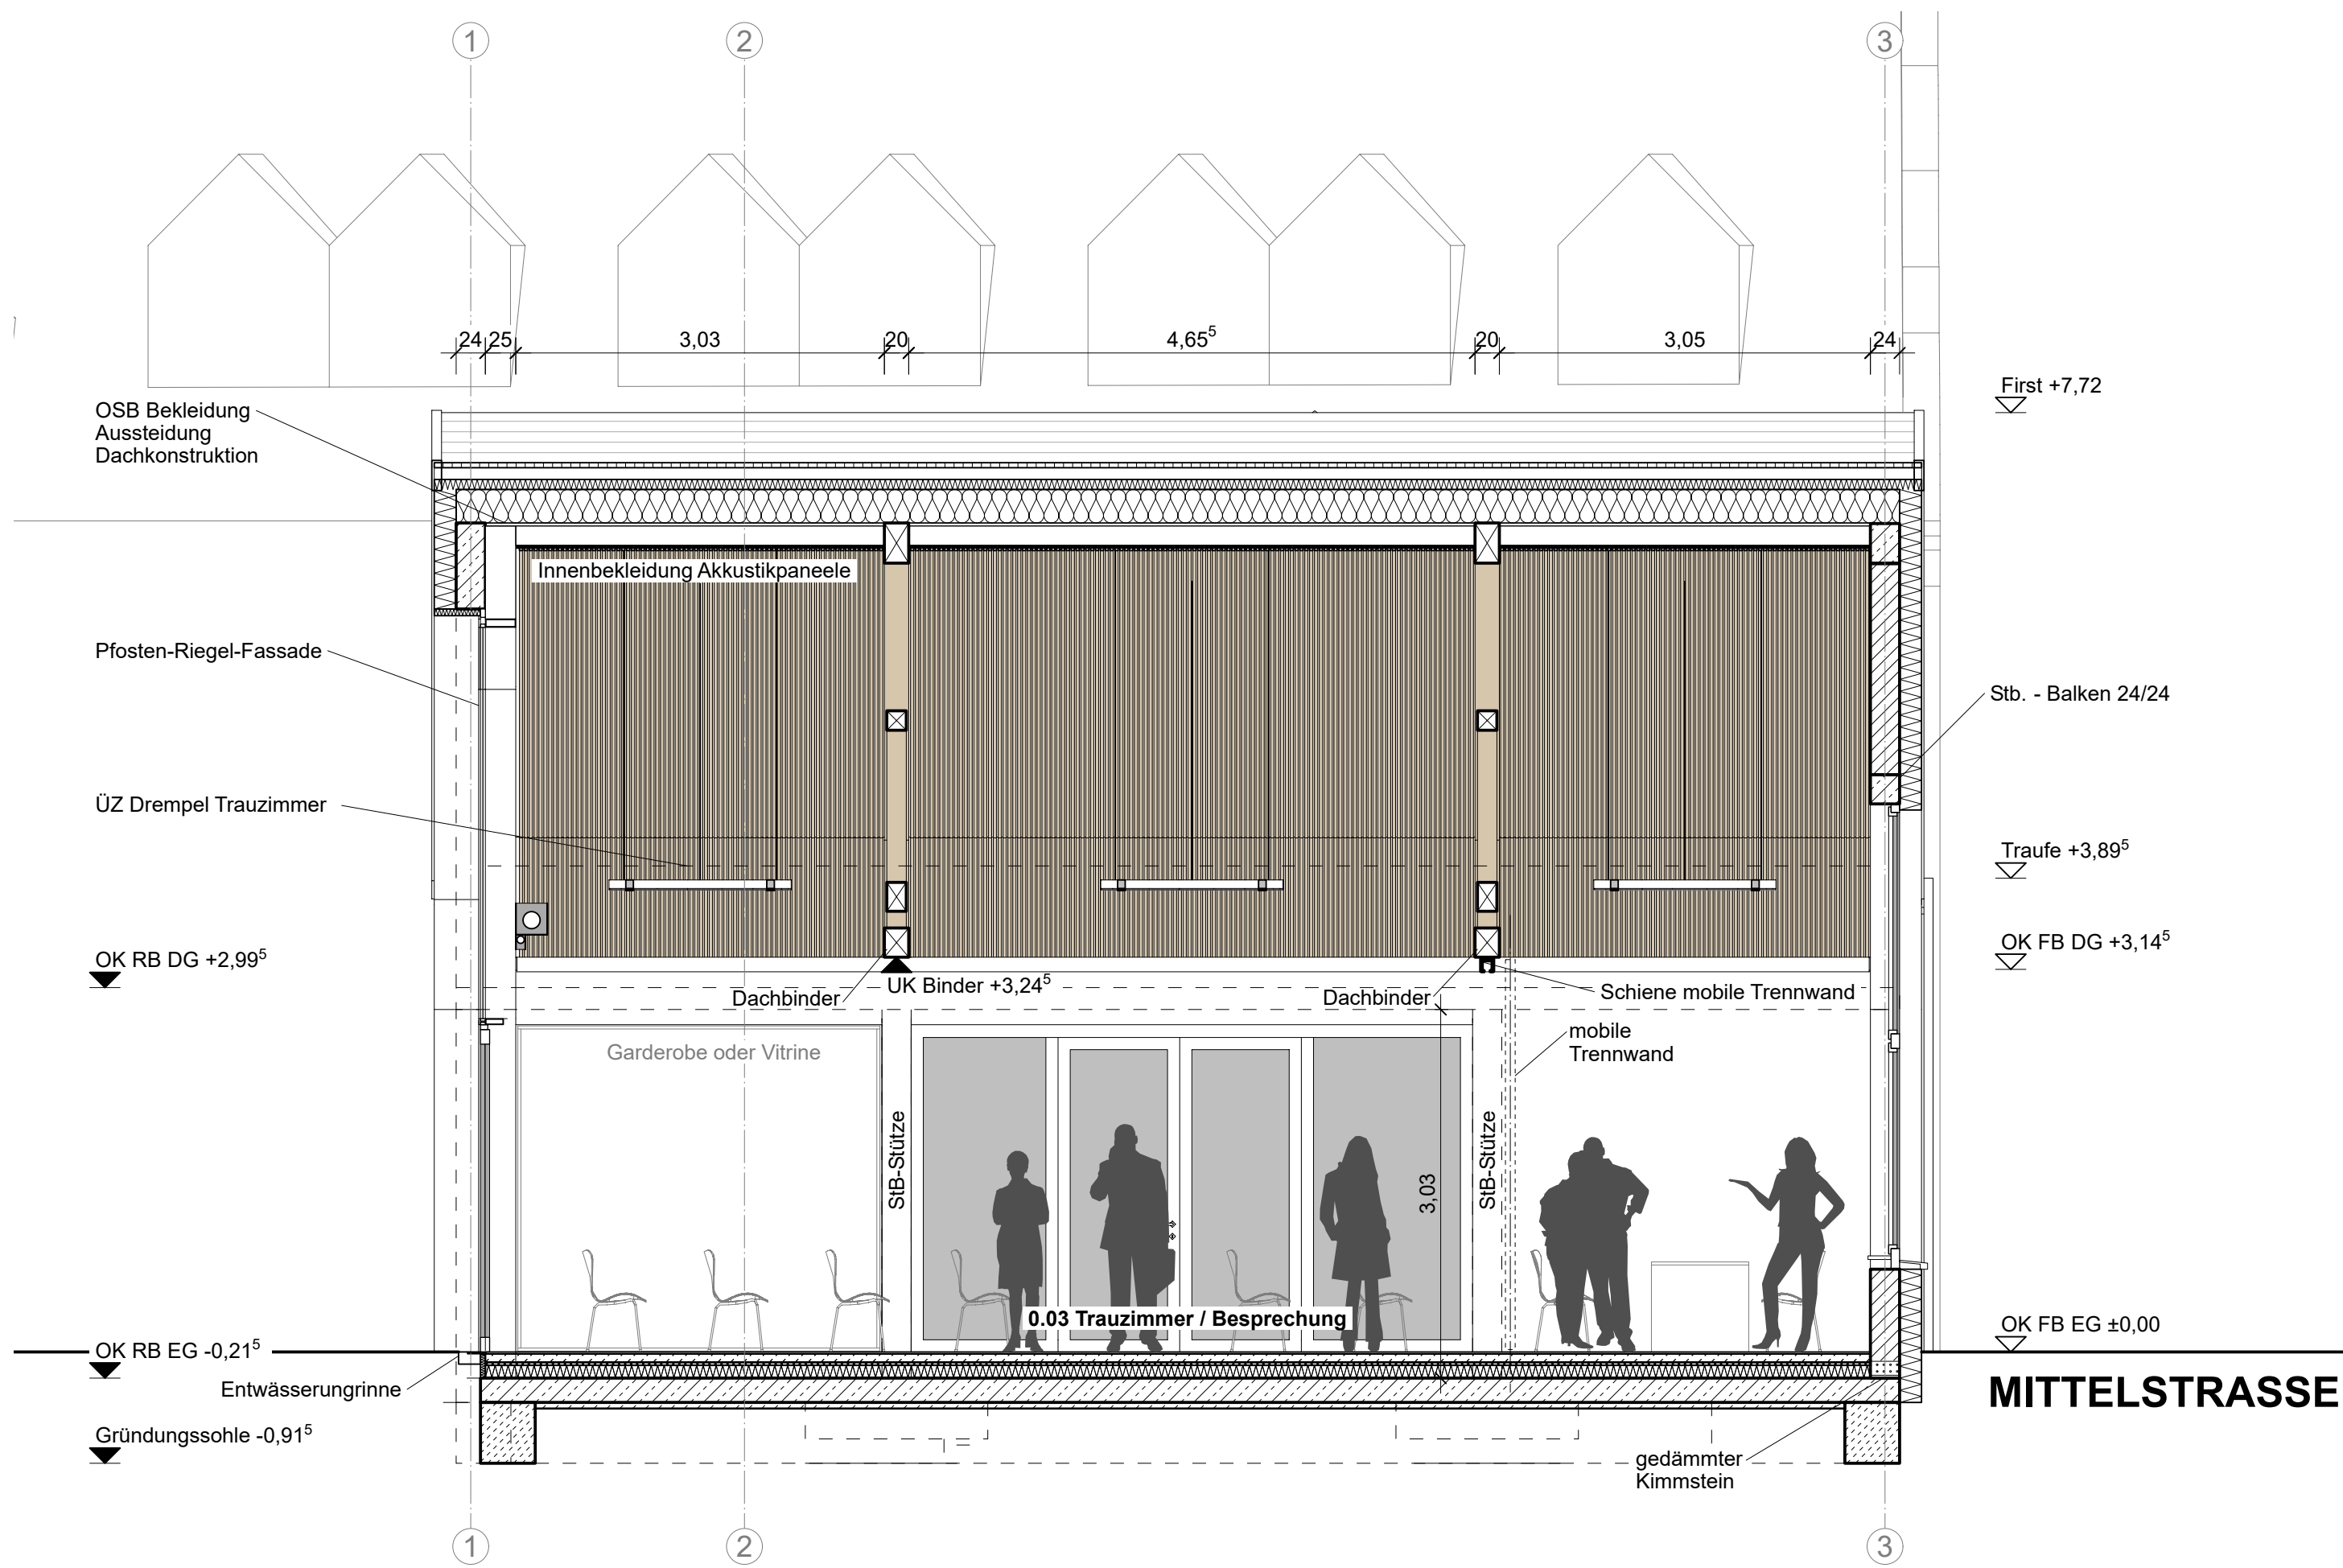 1
2
3
24
25
3,03
20
4,65⁵
20
3,05
24
First +7,72
OSB Bekleidung
Aussteidung
Dachkonstruktion
Innenbekleidung Akkustikpaneele
Pfosten-Riegel-Fassade
Stb. - Balken 24/24
ÜZ Drempel Trauzimmer
Traufe +3,89⁵
OK RB DG +2,99⁵
OK FB DG +3,14⁵
UK Binder +3,24⁵
Dachbinder
Dachbinder
Schiene mobile Trennwand
mobile
Trennwand
Garderobe oder Vitrine
StB-Stütze
3,03
StB-Stütze
0.03 Trauzimmer / Besprechung
OK FB EG ±0,00
OK RB EG -0,21⁵
Entwässerungrinne
MITTELSTRASSE
Gründungssohle -0,91⁵
gedämmter
Kimmstein
1
2
3